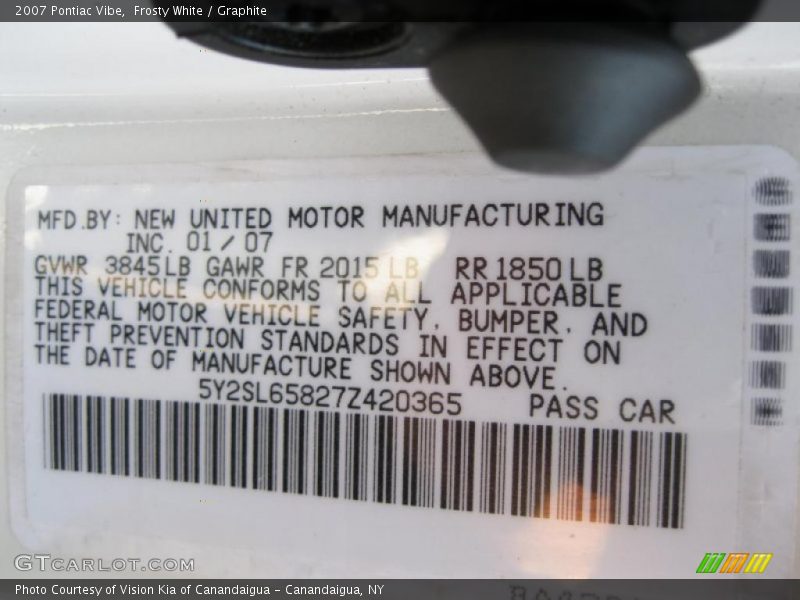 2007 Pontiac Vibe, Frosty White / Graphite
MFD.BY: NEW UNITED MOTOR MANUFACTURING
INC. 01/07
GVWR 3845LB GAWR FR 2015 LB RR 1850 LB
THIS VEHICLE CONFORMS TO ALL APPLICABLE
FEDERAL MOTOR VEHICLE SAFETY, BUMPER, AND
THEFT PREVENTION STANDARDS IN EFFECT ON
THE DATE OF MANUFACTURE SHOWN ABOVE.
5Y2SL65827Z420365 PASS CAR
GTCARLOT.COM
Photo Courtesy of Vision Kia of Canandaigua - Canandaigua, NY